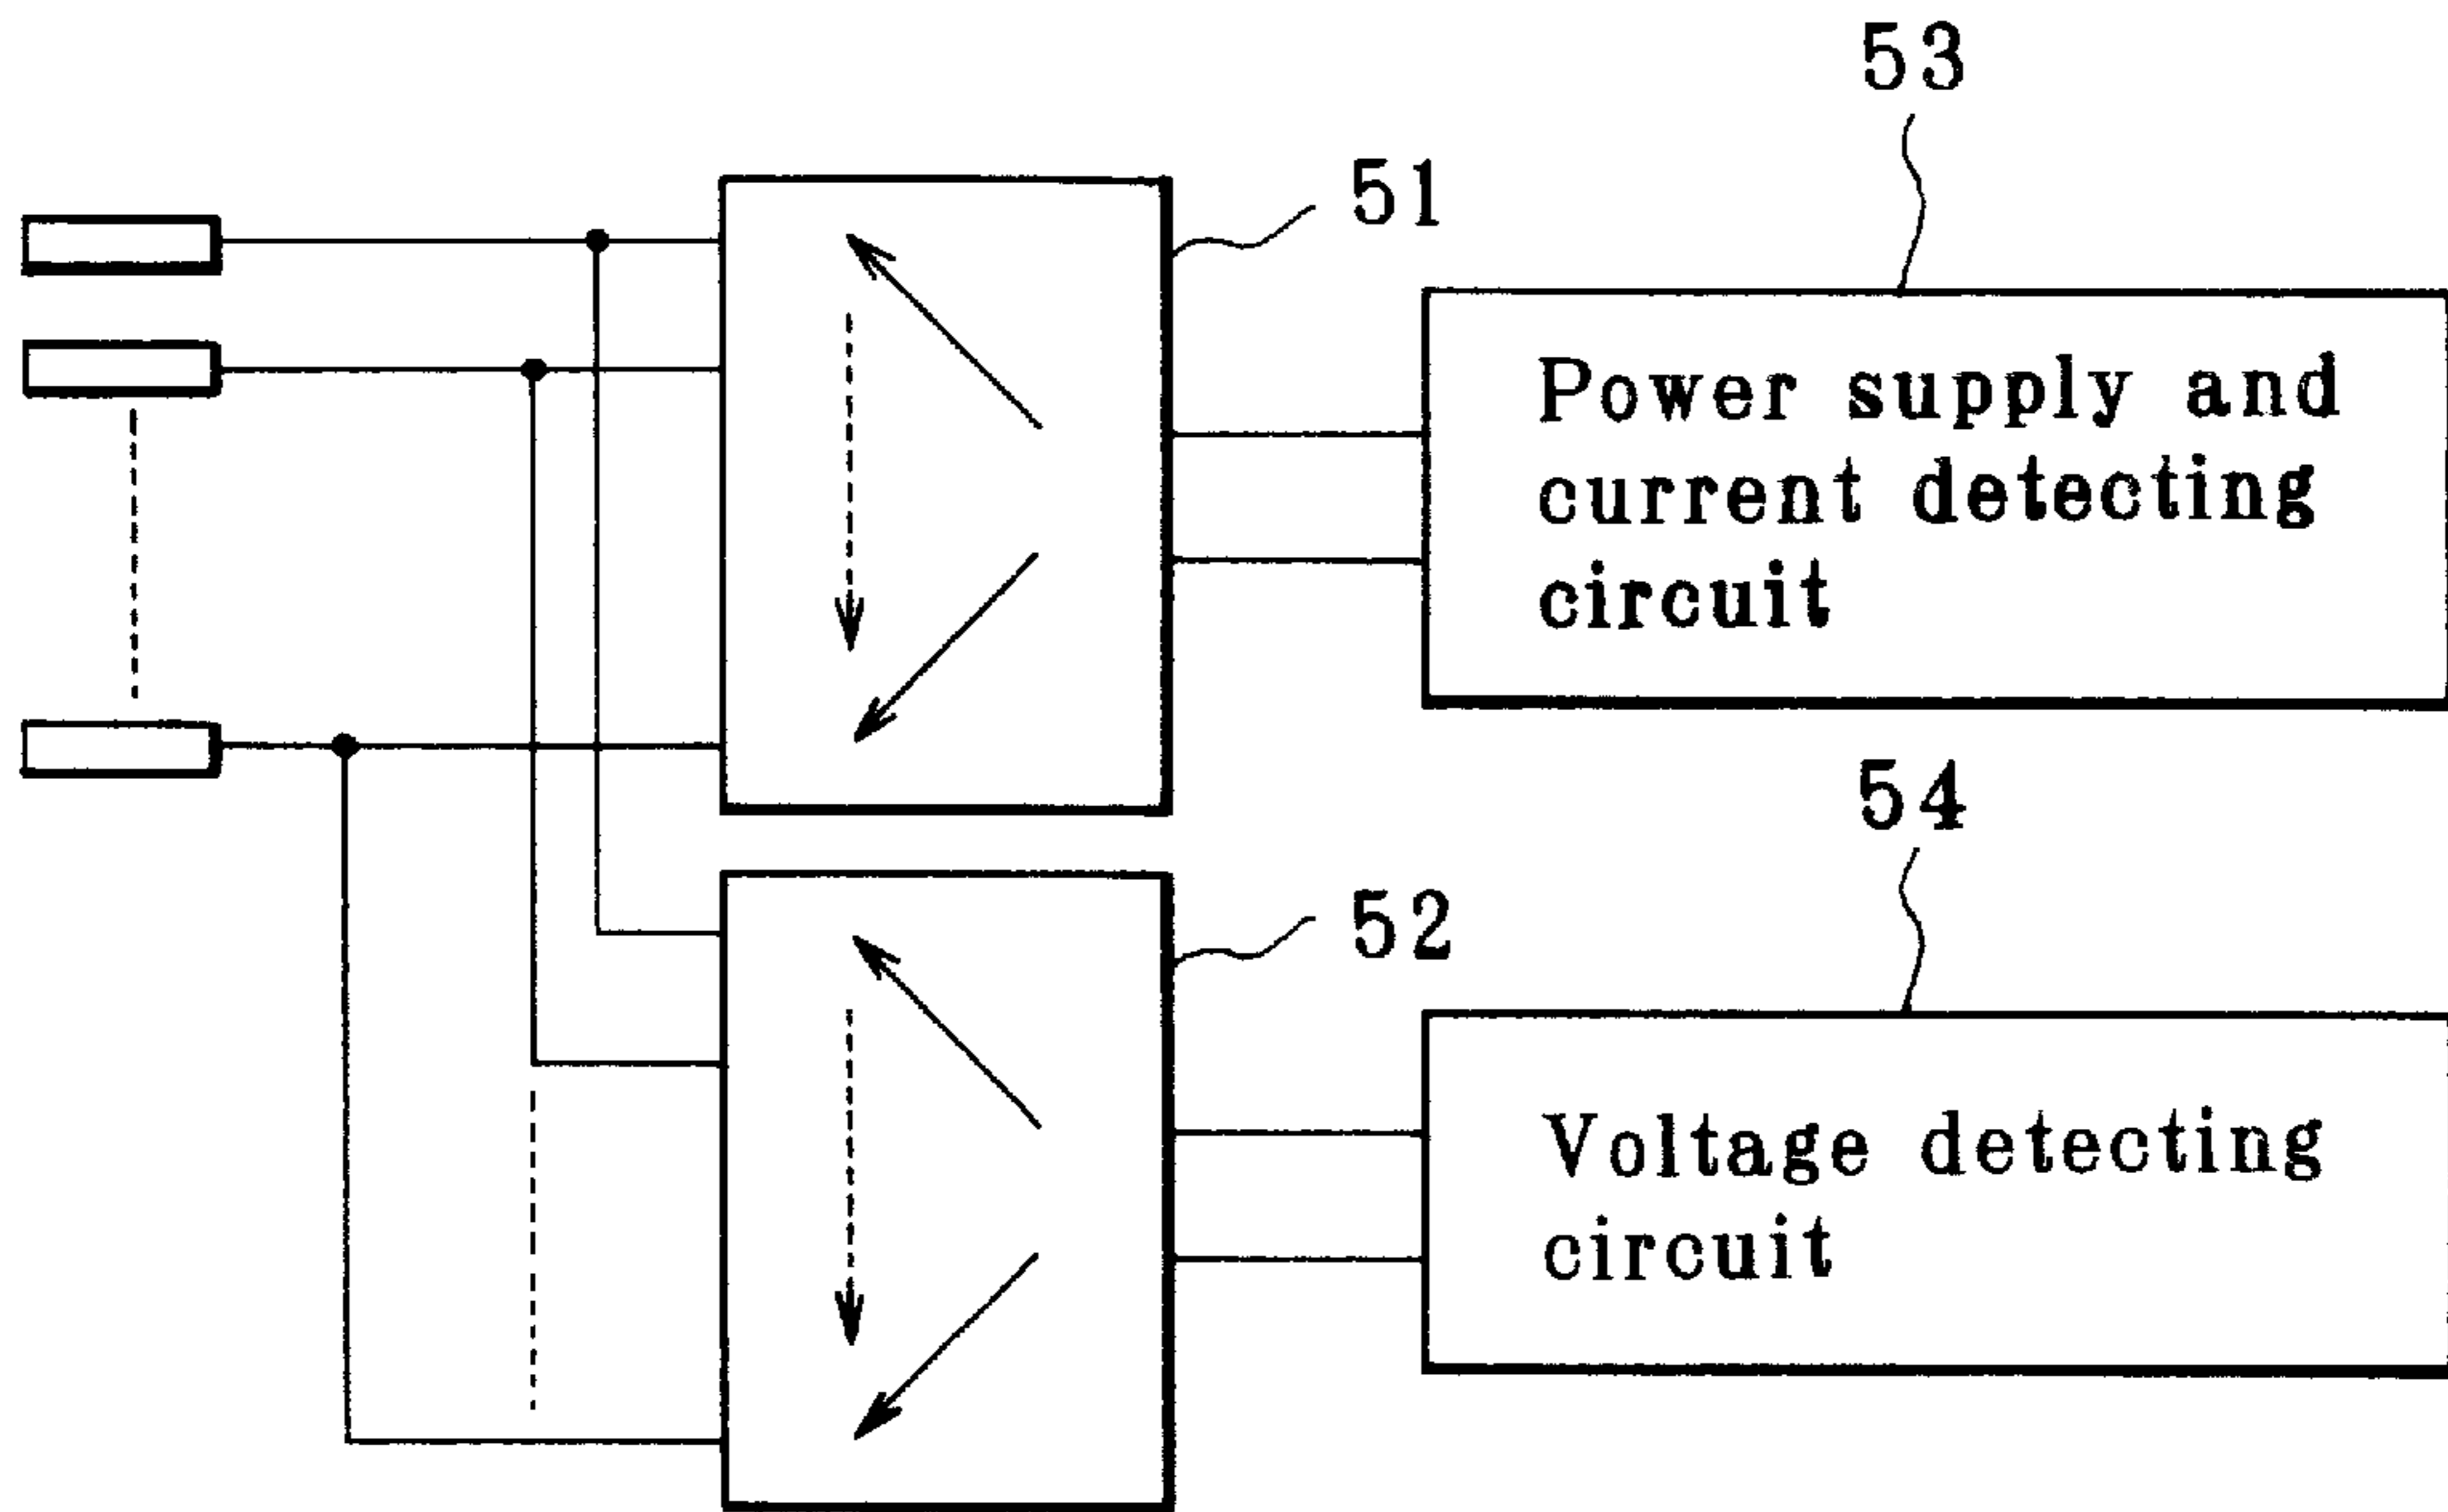 53
51
Power supply and
current detecting
circuit
54
52
Voltage detecting
circuit